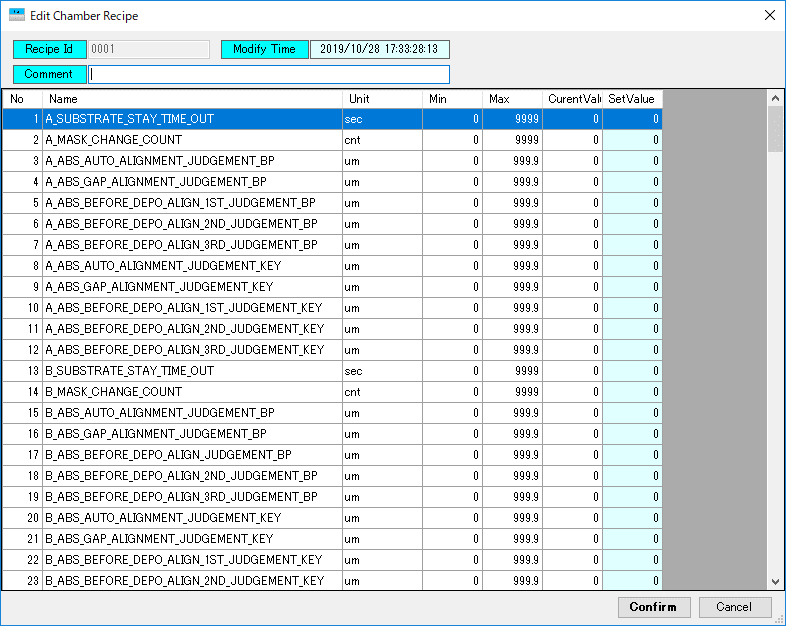 Edit Chamber Recipe
Recipe Id 0001 Modify Time 2019/10/28 17:33:28:13
Comment
No Name Unit Min Max CurentValu SetValue
1 A_SUBSTRATE_STAY_TIME_OUT sec 0 9999 0 0
2 A_MASK_CHANGE_COUNT cnt 0 9999 0 0
3 A_ABS_AUTO_ALIGNMENT_JUDGEMENT_BP um 0 999.9 0 0
4 A_ABS_GAP_ALIGNMENT_JUDGEMENT_BP um 0 999.9 0 0
5 A_ABS_BEFORE_DEPO_ALIGN_1ST_JUDGEMENT_BP um 0 999.9 0 0
6 A_ABS_BEFORE_DEPO_ALIGN_2ND_JUDGEMENT_BP um 0 999.9 0 0
7 A_ABS_BEFORE_DEPO_ALIGN_3RD_JUDGEMENT_BP um 0 999.9 0 0
8 A_ABS_AUTO_ALIGNMENT_JUDGEMENT_KEY um 0 999.9 0 0
9 A_ABS_GAP_ALIGNMENT_JUDGEMENT_KEY um 0 999.9 0 0
10 A_ABS_BEFORE_DEPO_ALIGN_1ST_JUDGEMENT_KEY um 0 999.9 0 0
11 A_ABS_BEFORE_DEPO_ALIGN_2ND_JUDGEMENT_KEY um 0 999.9 0 0
12 A_ABS_BEFORE_DEPO_ALIGN_3RD_JUDGEMENT_KEY um 0 999.9 0 0
13 B_SUBSTRATE_STAY_TIME_OUT sec 0 9999 0 0
14 B_MASK_CHANGE_COUNT cnt 0 9999 0 0
15 B_ABS_AUTO_ALIGNMENT_JUDGEMENT_BP um 0 999.9 0 0
16 B_ABS_GAP_ALIGNMENT_JUDGEMENT_BP um 0 999.9 0 0
17 B_ABS_BEFORE_DEPO_ALIGN_JUDGEMENT_BP um 0 999.9 0 0
18 B_ABS_BEFORE_DEPO_ALIGN_2ND_JUDGEMENT_BP um 0 999.9 0 0
19 B_ABS_BEFORE_DEPO_ALIGN_3RD_JUDGEMENT_BP um 0 999.9 0 0
20 B_ABS_AUTO_ALIGNMENT_JUDGEMENT_KEY um 0 999.9 0 0
21 B_ABS_GAP_ALIGNMENT_JUDGEMENT_KEY um 0 999.9 0 0
22 B_ABS_BEFORE_DEPO_ALIGN_1ST_JUDGEMENT_KEY um 0 999.9 0 0
23 B_ABS_BEFORE_DEPO_ALIGN_2ND_JUDGEMENT_KEY um 0 999.9 0 0
Confirm Cancel